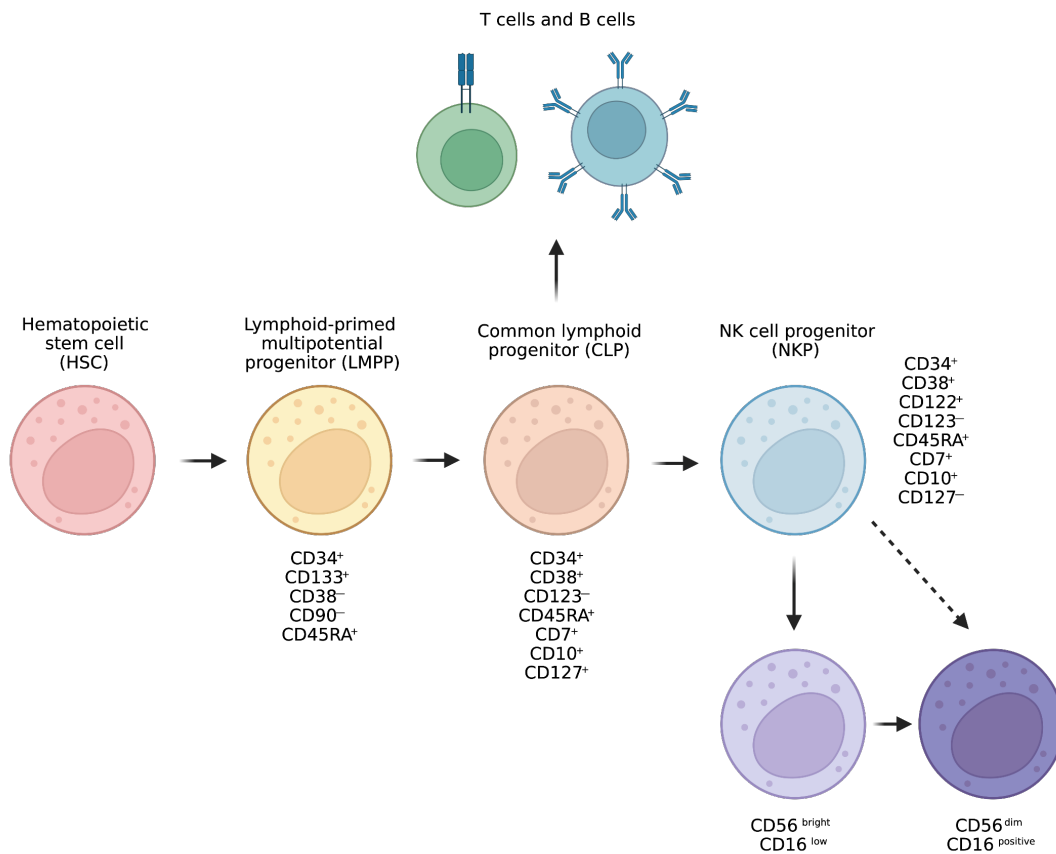 T cells and B cells
Hematopoietic
stem cell
(HSC)
Lymphoid-primed
multipotential
progenitor (LMPP)
Common lymphoid
progenitor (CLP)
NK cell progenitor
(NKP)
CD34⁺
CD38⁺
CD122⁺
CD123⁻
CD45RA⁺
CD7⁺
CD10⁺
CD127⁻
CD34⁺
CD133⁺
CD38⁻
CD90⁻
CD45RA⁺
CD34⁺
CD38⁺
CD123⁻
CD45RA⁺
CD7⁺
CD10⁺
CD127⁺
CD56 bright
CD16 low
CD56 dim
CD16 positive